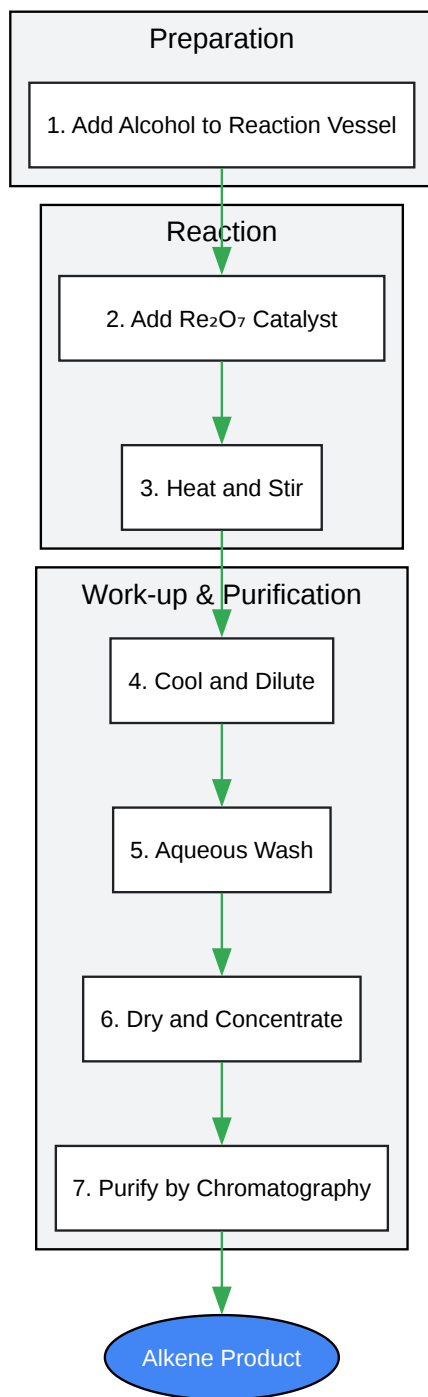 Preparation
1. Add Alcohol to Reaction Vessel
Reaction
2. Add Re₂O₇ Catalyst
3. Heat and Stir
Work-up & Purification
4. Cool and Dilute
5. Aqueous Wash
6. Dry and Concentrate
7. Purify by Chromatography
Alkene Product